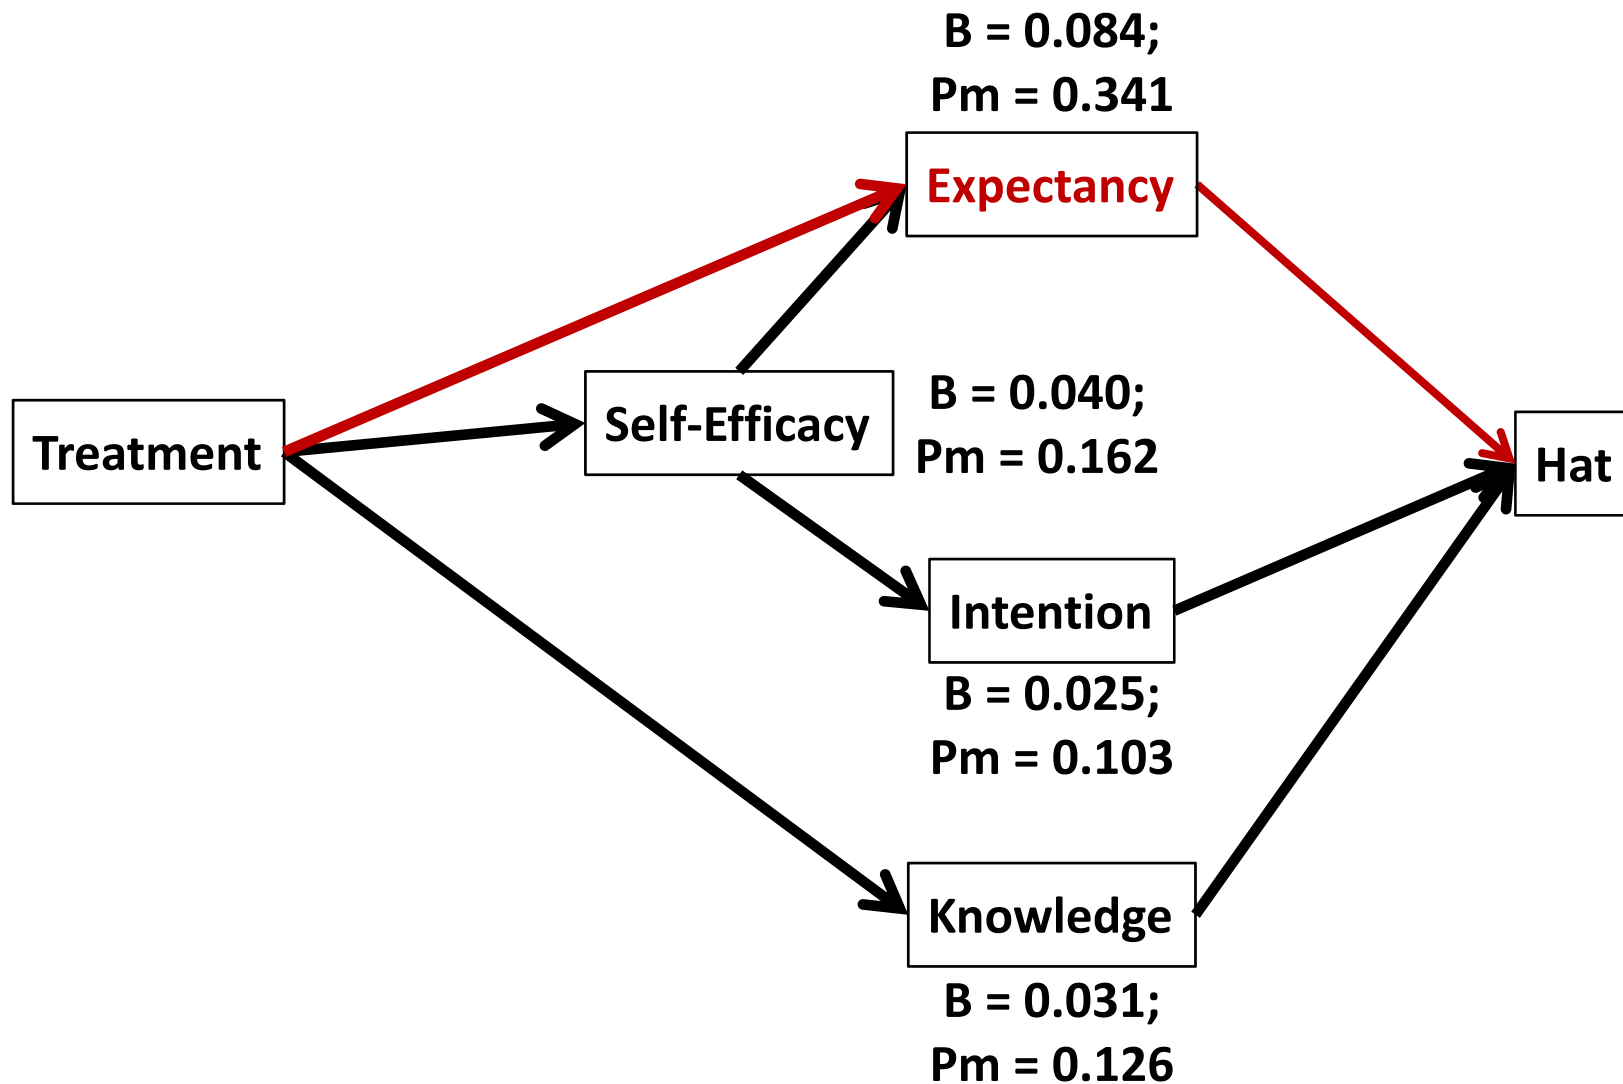 B = 0.084;
Pm = 0.341
Expectancy
B = 0.040;
Pm = 0.162
Self-Efficacy
Treatment
Hat
Intention
B = 0.025;
Pm = 0.103
Knowledge
B = 0.031;
Pm = 0.126